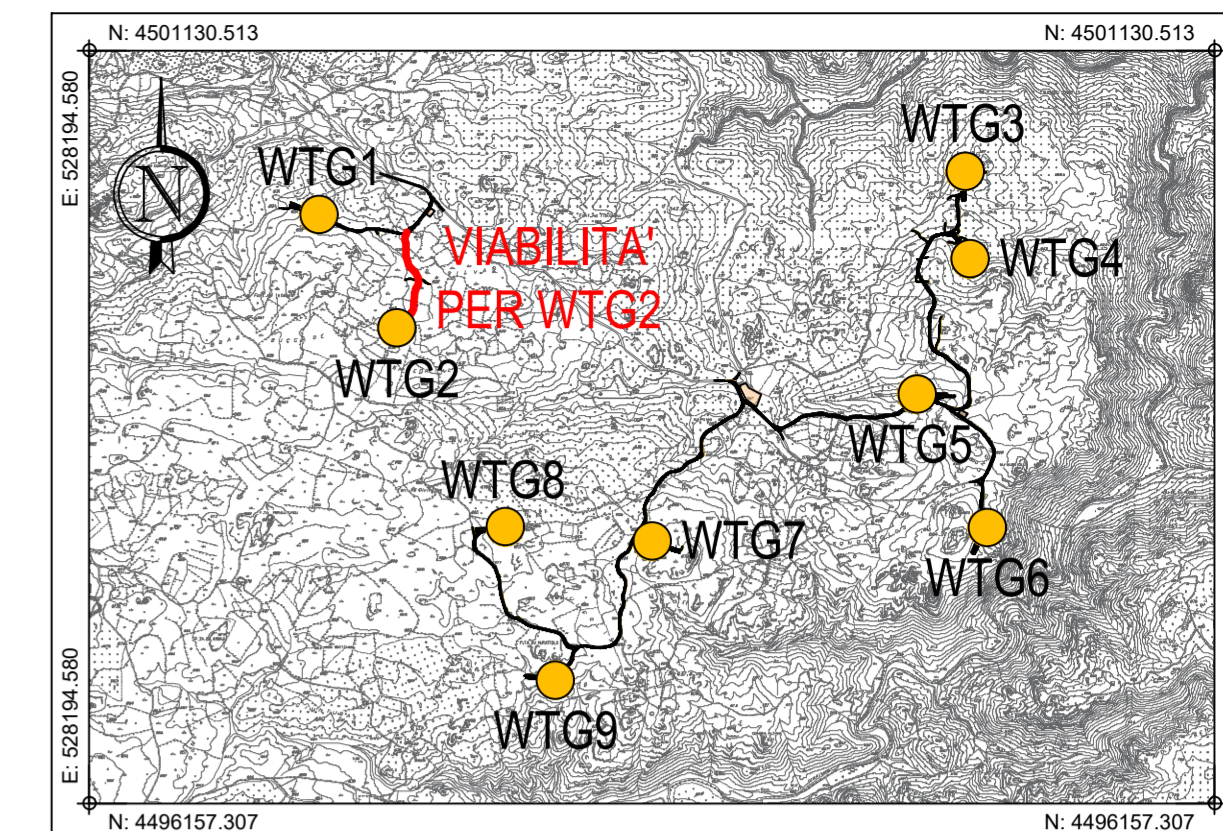 N: 4501130.513
N: 4501130.513
E: 528194.580
WTG3
WTG1
N
VIABILITA'
PER WTG2
WTG4
WTG2
WTG5
WTG8
WTG7
WTG6
WTG9
E: 528194.580
N: 4496157.307
N: 4496157.307